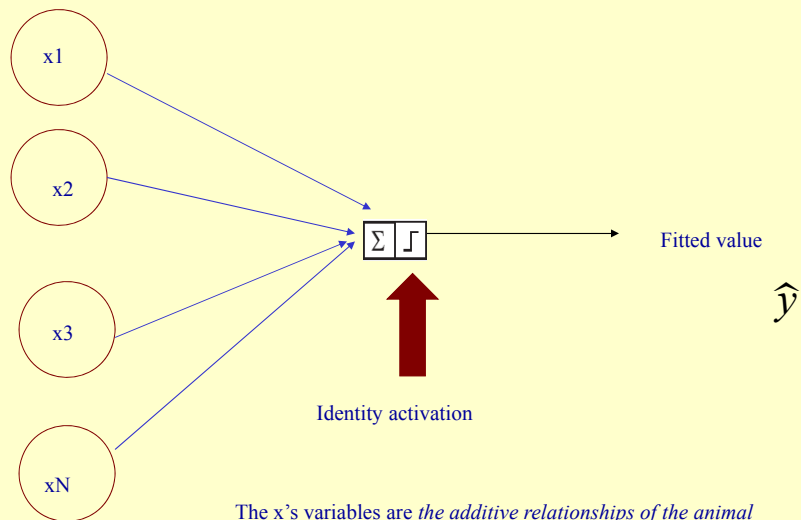 x1
x2
x3
xN
Σ
Fitted value
ŷ
Identity activation
The x's variables are the additive relationships of the animal